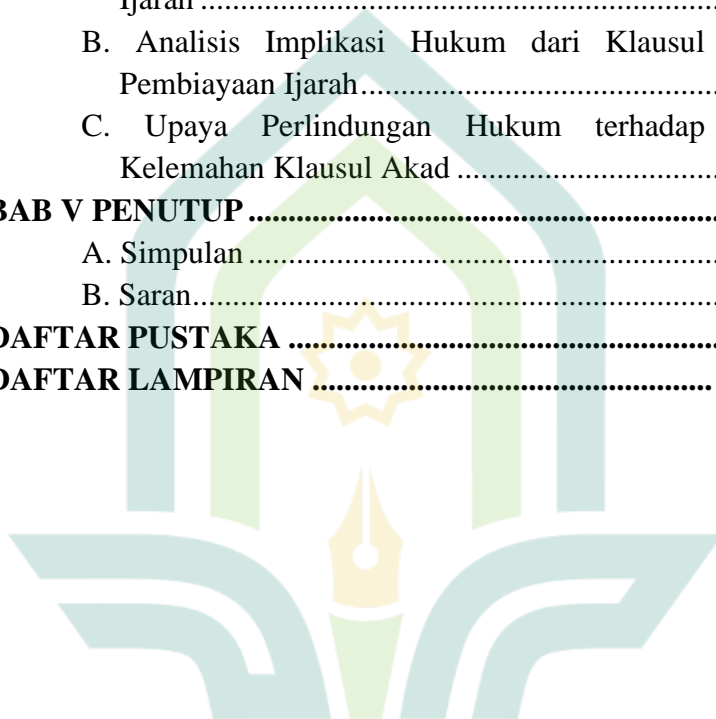 Ijarah ..........................................................................
B. Analisis Implikasi Hukum dari Klausul
Pembiayaan Ijarah..................................................
C. Upaya Perlindungan Hukum terhadap
Kelemahan Klausul Akad .....................................
BAB V PENUTUP ................................................................
A. Simpulan ................................................................
B. Saran.......................................................................
DAFTAR PUSTAKA ..........................................................
DAFTAR LAMPIRAN ......................................................